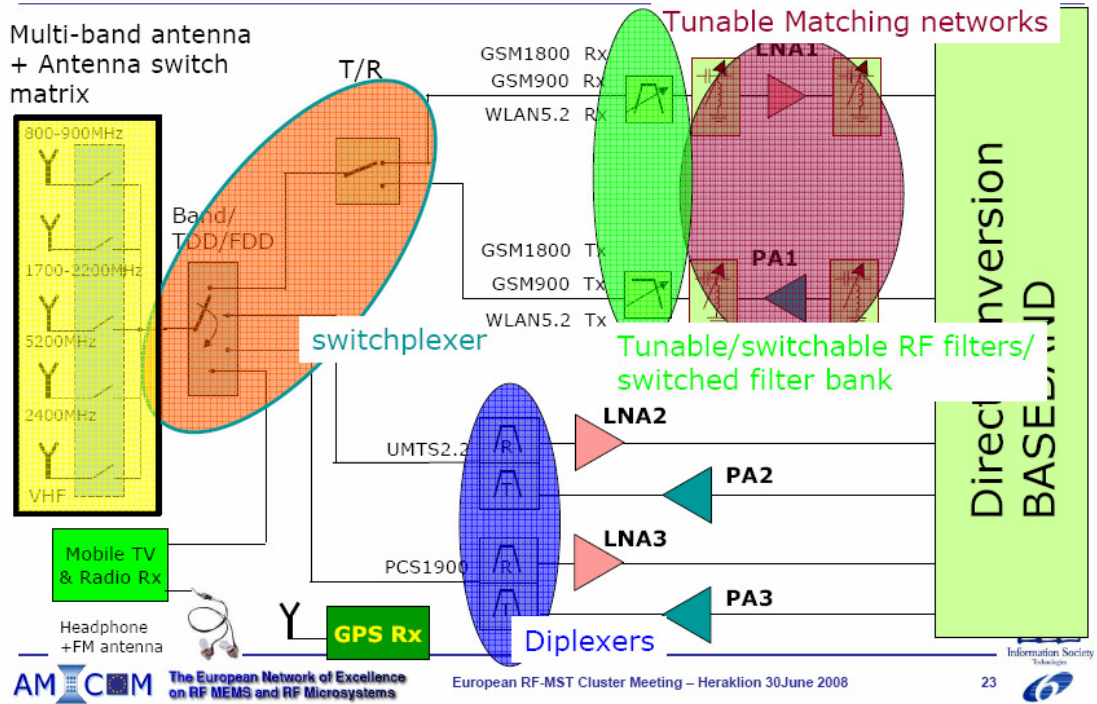 Multi-band antenna
+ Antenna switch
matrix
T/R
Tunable Matching networks
GSM1800 Rx
GSM900 Rx
WLAN5.2 Rx
LNA1
800-900MHz
1700-2200MHz
5200MHz
2400MHz
VHF
Band/
TDD/FDD
switchplexer
GSM1800 Tx
GSM900 Tx
WLAN5.2 Tx
PA1
Tunable/switchable RF filters/
switched filter bank
Direct
nversion
BASEBAND
UMTS2.2
R
T
LNA2
PA2
PCS1900
R
LNA3
PA3
Diplexers
Mobile TV
& Radio Rx
Headphone
+FM antenna
GPS Rx
AMICOM
The European Network of Excellence
on RF MEMS and RF Microsystems
European RF-MST Cluster Meeting – Heraklion 30June 2008
23
Information Society
Technologies